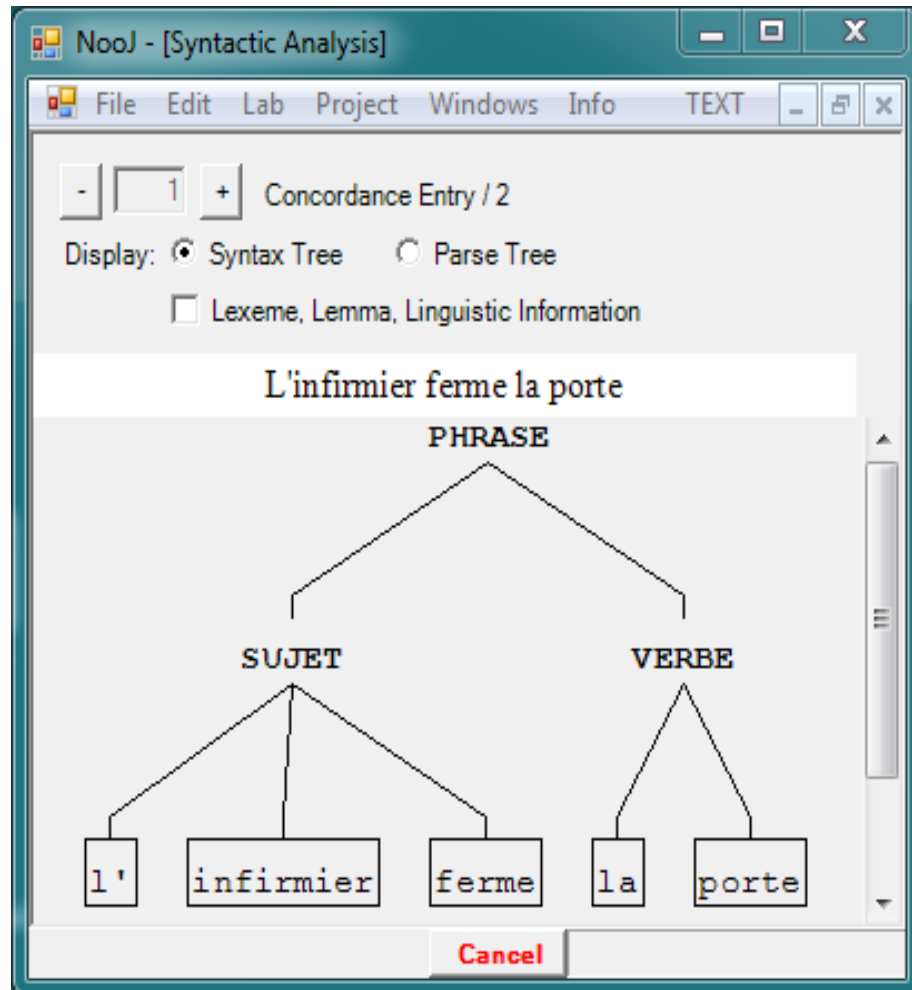 NooJ - [Syntactic Analysis]
File Edit Lab Project Windows Info TEXT
- 1 + Concordance Entry / 2
Display: Syntax Tree Parse Tree
Lexeme, Lemma, Linguistic Information
L'infirmier ferme la porte
PHRASE
SUJET VERBE
l' infirmier ferme la porte
Cancel